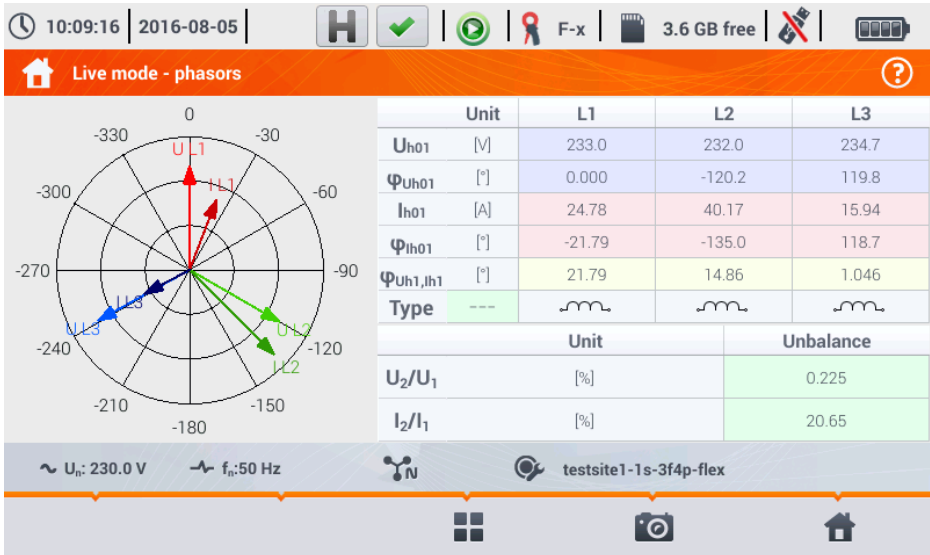 10:09:16 2016-08-05 H F-x 3.6 GB free
Live mode - phasors ?
0
-330 -30
U L1
I L1
-300 -60
-270 -90
I L3
U L3 U L2
-240 -120
I L2
-210 -150
-180
Unit L1 L2 L3
Uh01 [V] 233.0 232.0 234.7
φUh01 [°] 0.000 -120.2 119.8
Ih01 [A] 24.78 40.17 15.94
φIh01 [°] -21.79 -135.0 118.7
φUh1,Ih1 [°] 21.79 14.86 1.046
Type ---
Unit Unbalance
U2/U1 [%] 0.225
I2/I1 [%] 20.65
Un: 230.0 V fn:50 Hz N testsite1-1s-3f4p-flex